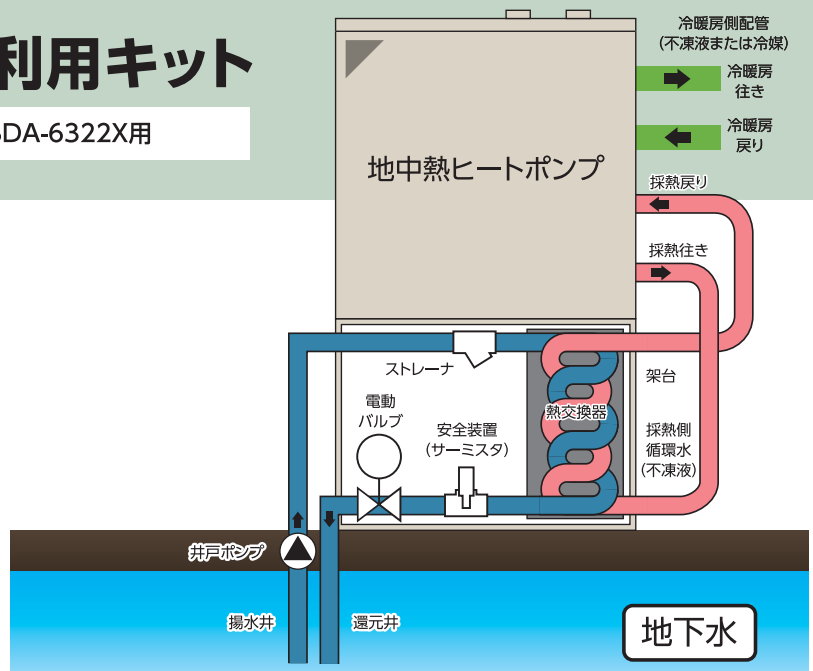 利用キット
DA-6322X用
冷暖房側配管
(不凍液または冷媒)
冷暖房
往き
冷暖房
戻り
地中熱ヒートポンプ
採熱戻り
採熱往き
ストレーナ
電動
バルブ
安全装置
(サーミスタ)
熱交換器
架台
採熱側
循環水
(不凍液)
井戸ポンプ
揚水井
還元井
地下水